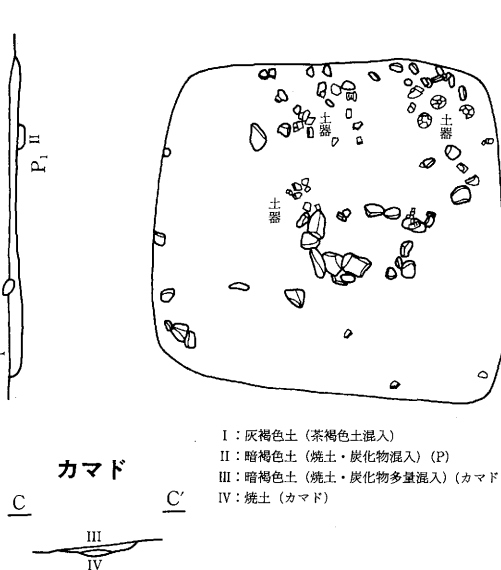 II
P₁
土器
土器
土器
I：灰褐色土（茶褐色土混入）
II：暗褐色土（焼土・炭化物混入）(P)
III：暗褐色土（焼土・炭化物多量混入）(カマド
IV：焼土（カマド）
カマド
C
C′
III
IV